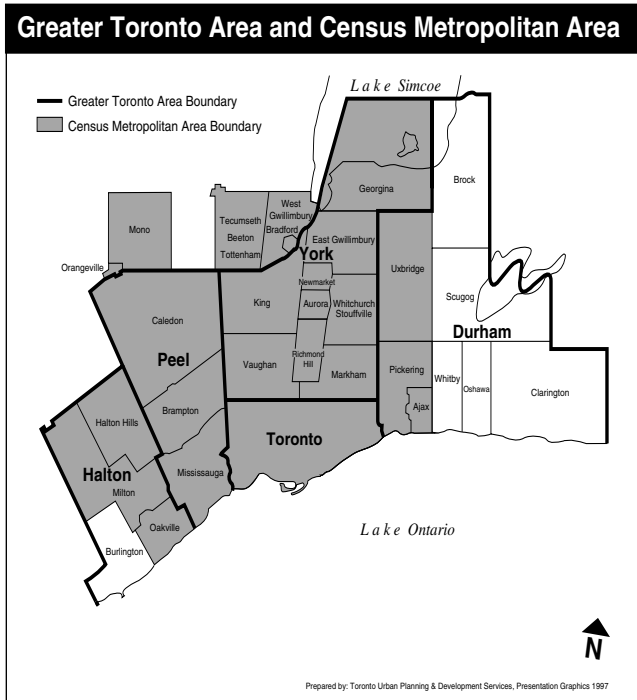 Greater Toronto Area and Census Metropolitan Area
Lake Simcoe
Greater Toronto Area Boundary
Census Metropolitan Area Boundary
Brock
Georgina
Mono
West
Gwillimbury
Bradford
Tecumseth
Beeton
Tottenham
East Gwillimbury
York
Orangeville
Uxbridge
Newmarket
Scugog
King
Aurora
Whitchurch
Stouffville
Caledon
Durham
Peel
Richmond
Hill
Vaughan
Markham
Pickering
Whitby
Oshawa
Clarington
Ajax
Brampton
Halton Hills
Toronto
Halton
Mississauga
Milton
Oakville
Lake Ontario
Burlington
N
Prepared by: Toronto Urban Planning & Development Services, Presentation Graphics 1997